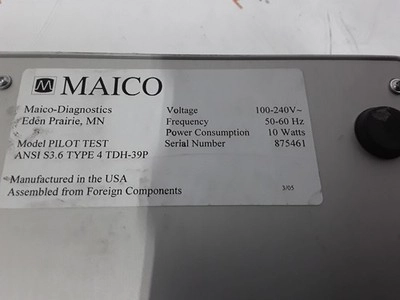 M MAICO
Maico-Diagnostics
Eden Prairie, MN
Model PILOT TEST
ANSI S3.6 TYPE 4 TDH-39P
Voltage 100-240V~
Frequency 50-60 Hz
Power Consumption 10 Watts
Serial Number 875461
Manufactured in the USA
Assembled from Foreign Components
3/05